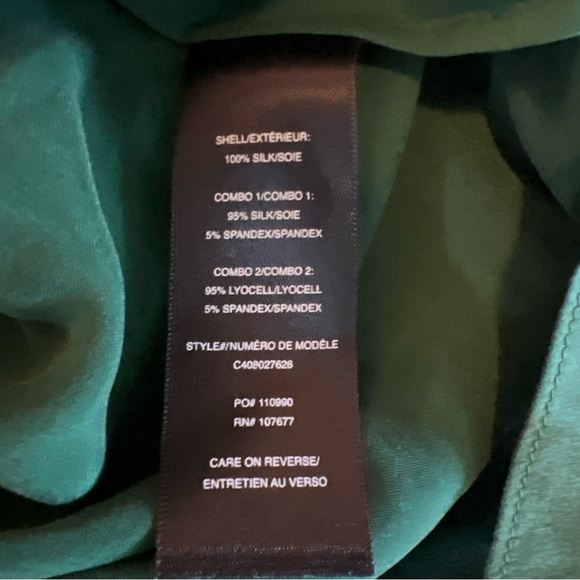 SHELL/EXTÉRIEUR:
100% SILK/SOIE
COMBO 1/COMBO 1:
95% SILK/SOIE
5% SPANDEX/SPANDEX
COMBO 2/COMBO 2:
95% LYOCELL/LYOCELL
5% SPANDEX/SPANDEX
STYLE#/NUMÉRO DE MODÈLE
C408027626
PO# 110990
RN# 107677
CARE ON REVERSE/
ENTRETIEN AU VERSO